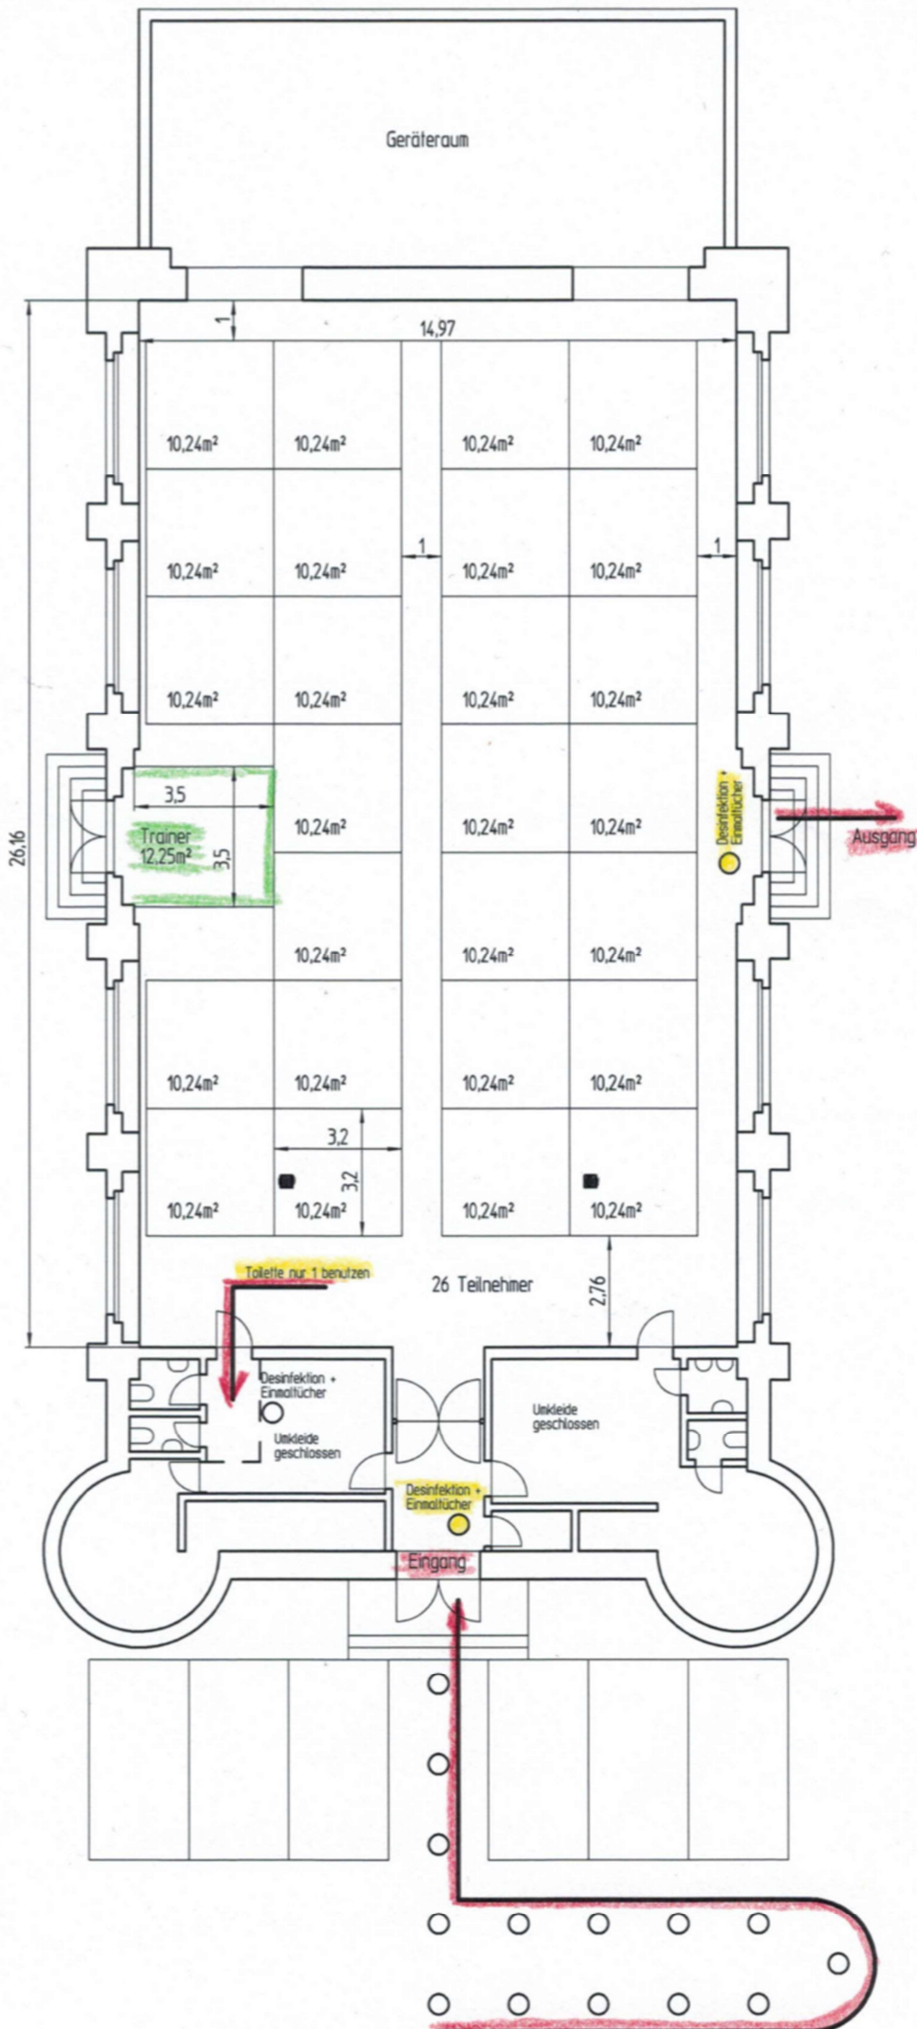 Geräteraum
1
14,97
10,24m² 10,24m² 10,24m² 10,24m²
1 1
10,24m² 10,24m² 10,24m² 10,24m²
10,24m² 10,24m² 10,24m² 10,24m²
26,16
3,5
Trainer
12,25m²
3,5
10,24m² 10,24m² 10,24m²
Desinfektion +
Einmaltücher
Ausgang
10,24m² 10,24m² 10,24m²
10,24m² 10,24m² 10,24m² 10,24m²
3,2
3,2
10,24m² 10,24m² 10,24m² 10,24m²
Toilette nur 1 benutzen
26 Teilnehmer
2,76
Desinfektion +
Einmaltücher
Umkleide
geschlossen
Umkleide
geschlossen
Desinfektion +
Einmaltücher
Eingang